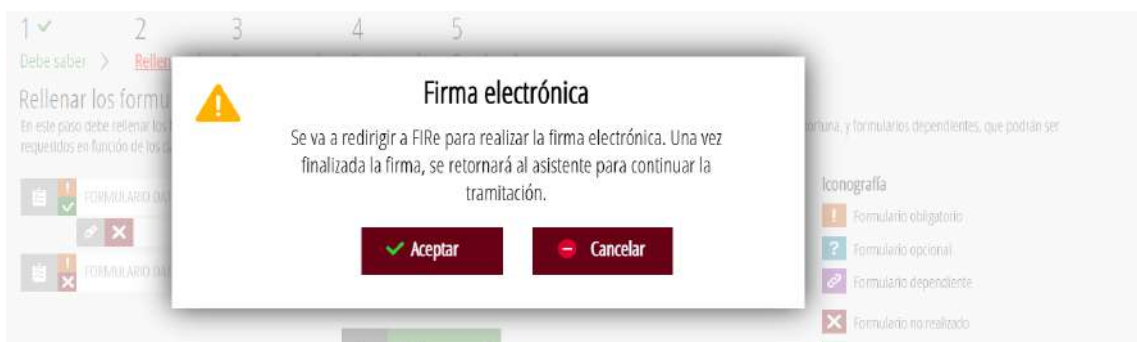 1 2 3 4 5
Debe saber > Rellen
Rellenar los formu
En este paso debe rellenar los
requeridos en función de los
ortuna, y formularios dependientes, que podrán ser
FORMULARIO DAT
FORMULARIO DAT
Firma electrónica
Se va a redirigir a FIRe para realizar la firma electrónica. Una vez
finalizada la firma, se retornará al asistente para continuar la
tramitación.
Aceptar
Cancelar
Iconografía
Formulario obligatorio
Formulario opcional
Formulario dependiente
Formulario no realizado